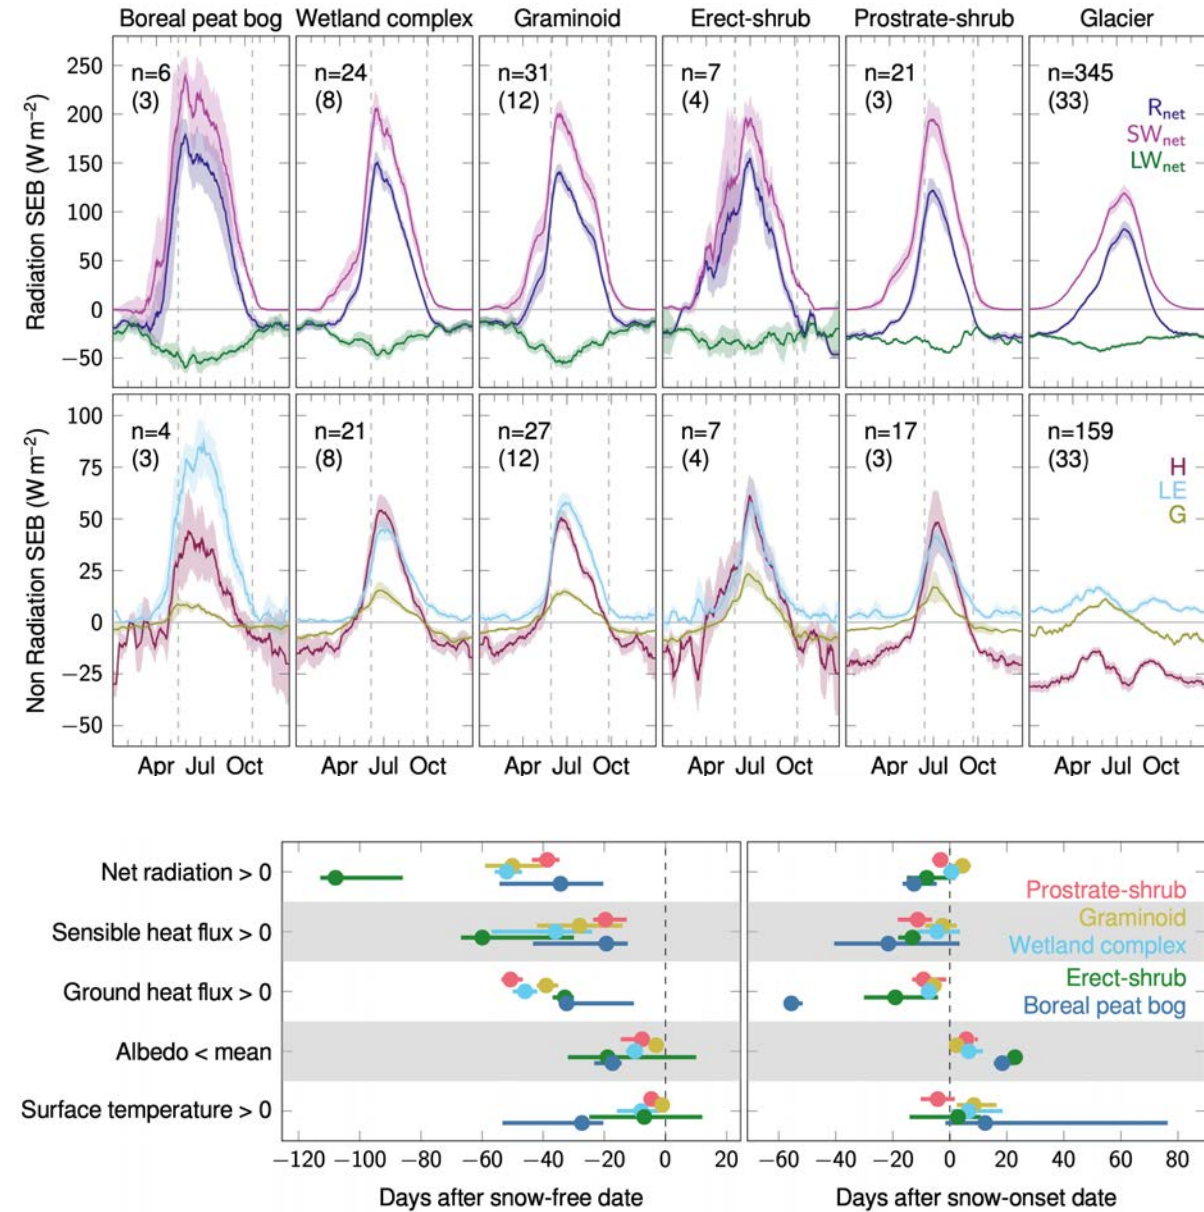 Boreal peat bog Wetland complex Graminoid Erect-shrub Prostrate-shrub Glacier
Radiation SEB (W m−2)
250
200
150
100
50
0
−50
n=6
(3)
n=24
(8)
n=31
(12)
n=7
(4)
n=21
(3)
n=345
(33)
Rnet
SWnet
LWnet
Non Radiation SEB (W m−2)
100
75
50
25
0
−25
−50
n=4
(3)
n=21
(8)
n=27
(12)
n=7
(4)
n=17
(3)
n=159
(33)
H
LE
G
Apr Jul Oct Apr Jul Oct Apr Jul Oct Apr Jul Oct Apr Jul Oct Apr Jul Oct
Net radiation > 0
Sensible heat flux > 0
Ground heat flux > 0
Albedo < mean
Surface temperature > 0
Prostrate-shrub
Graminoid
Wetland complex
Erect-shrub
Boreal peat bog
−120 −100 −80 −60 −40 −20 0 −60 −40 −20 0 20 40 60 80
Days after snow-free date Days after snow-onset date